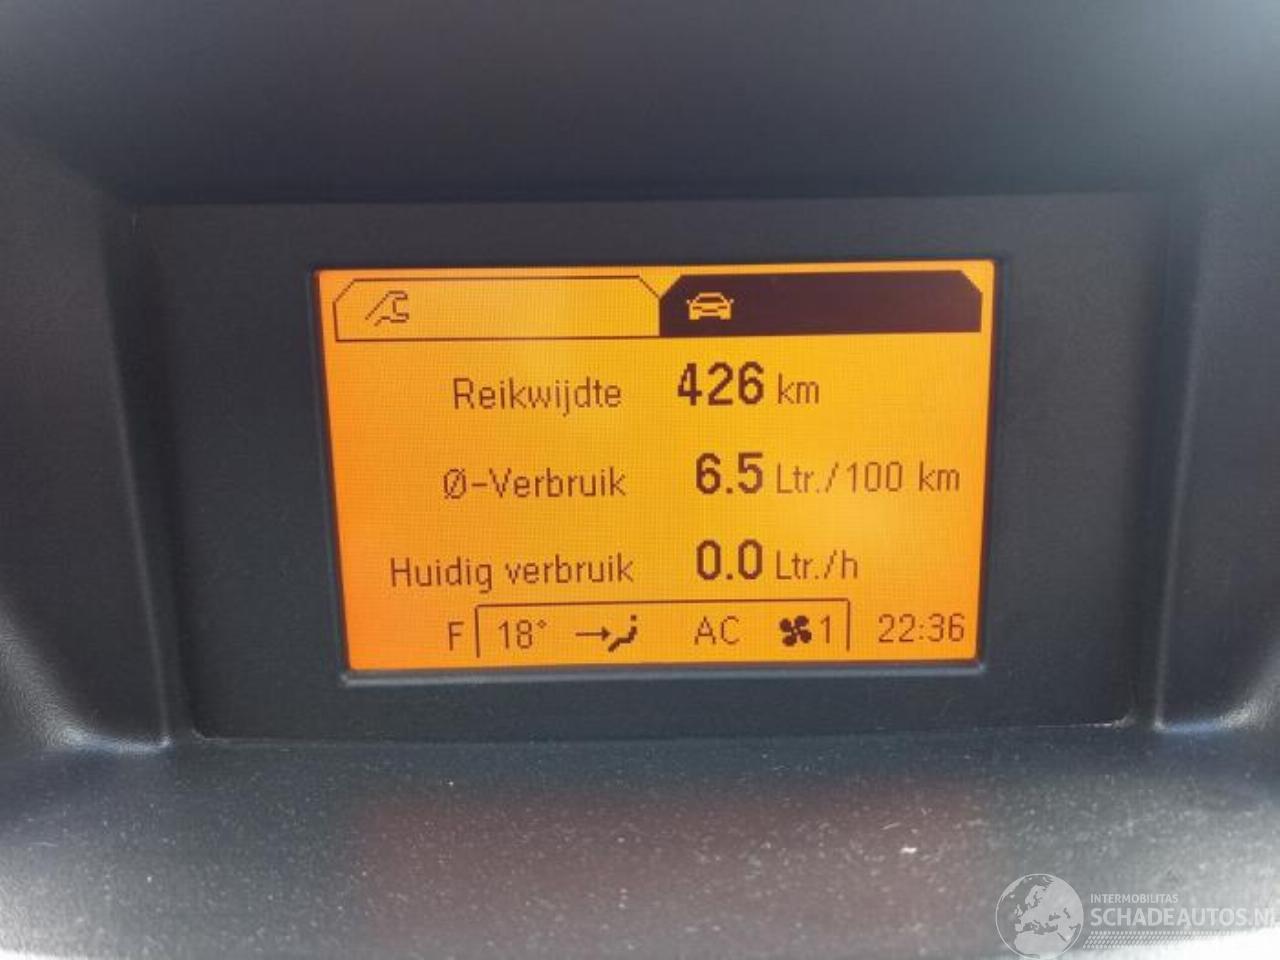 Reikwijdte 426 km
Ø-Verbruik 6.5 Ltr./100 km
Huidig verbruik 0.0 Ltr./h
F 18° AC 1 22:36
INTERMOBILITAS
SCHADEAUTOS.NL